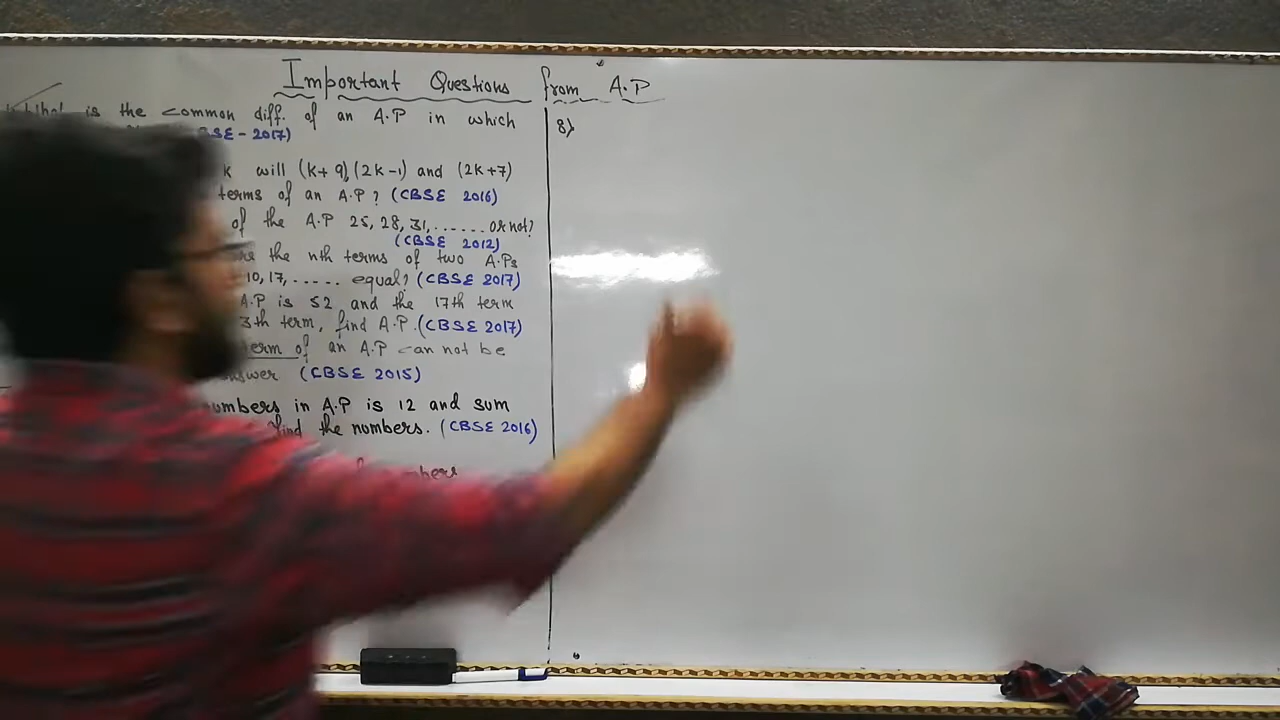 Important Questions from A.P
is the common diff. of an A.P in which
CBSE - 2017)
k will (k+9),(2k-1) and (2k+7)
terms of an A.P? (CBSE 2016)
of the A.P 25, 28, 31,...... or not?
(CBSE 2012)
the nth terms of two A.Ps
10, 17, ...... equal? (CBSE 2017)
A.P is 52 and the 17th term
3th term, find A.P. (CBSE 2017)
term of an A.P can not be
answer (CBSE 2015)
numbers in A.P is 12 and sum
find the numbers. (CBSE 2016)
numbers
8)